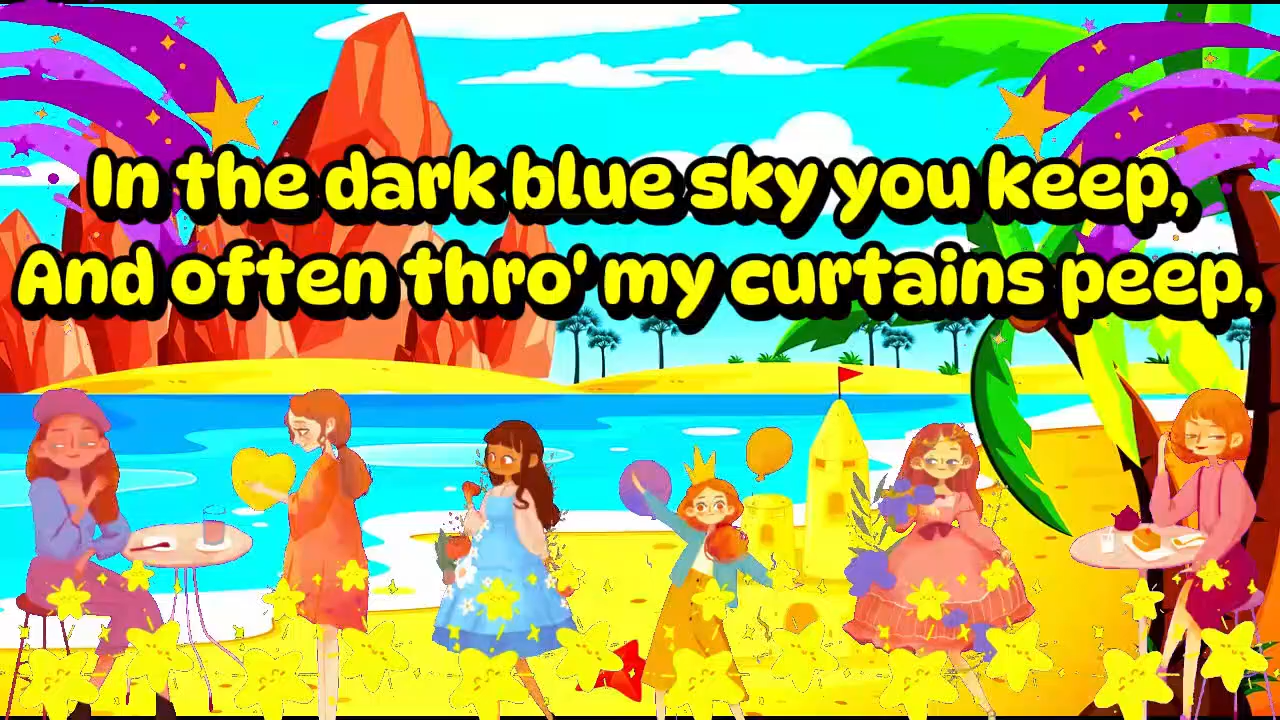 In the dark blue sky you keep,
And often thro' my curtains peep,